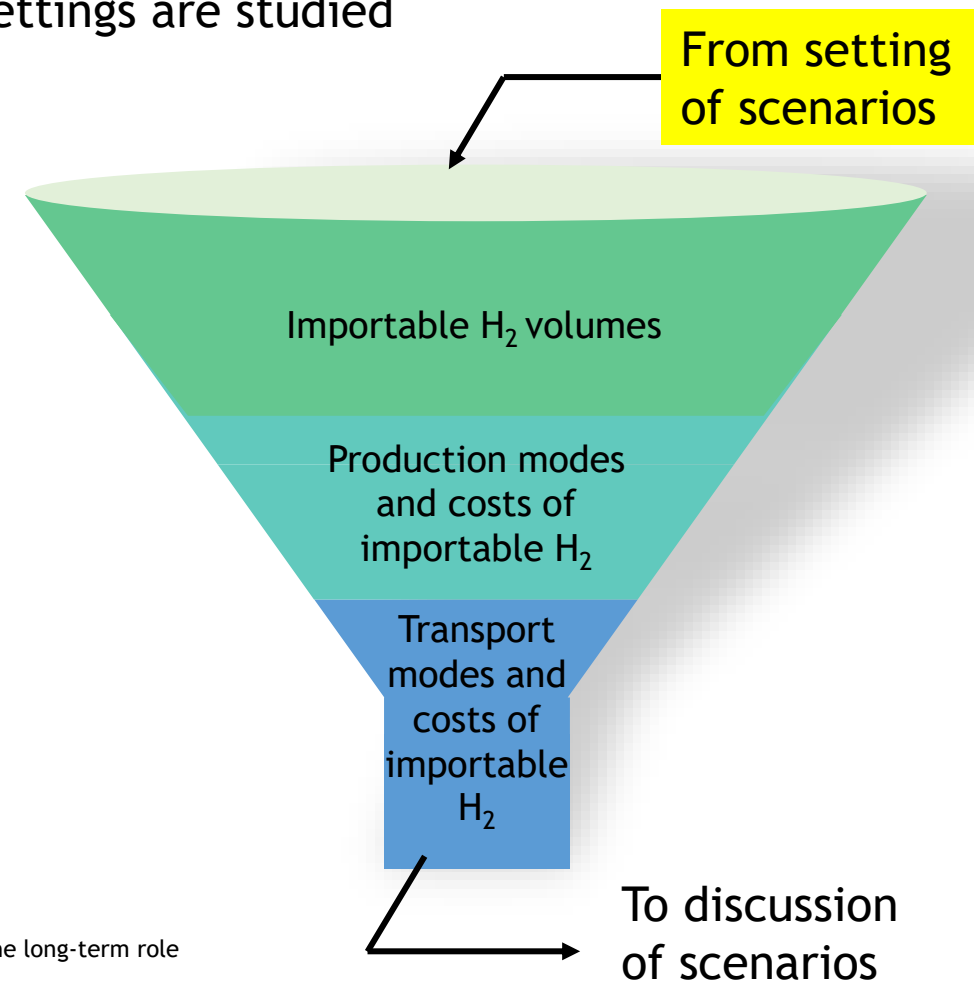 ettings are studied
From setting
of scenarios
Importable H₂ volumes
Production modes
and costs of
importable H₂
Transport
modes and
costs of
importable
H₂
To discussion
of scenarios
ne long-term role